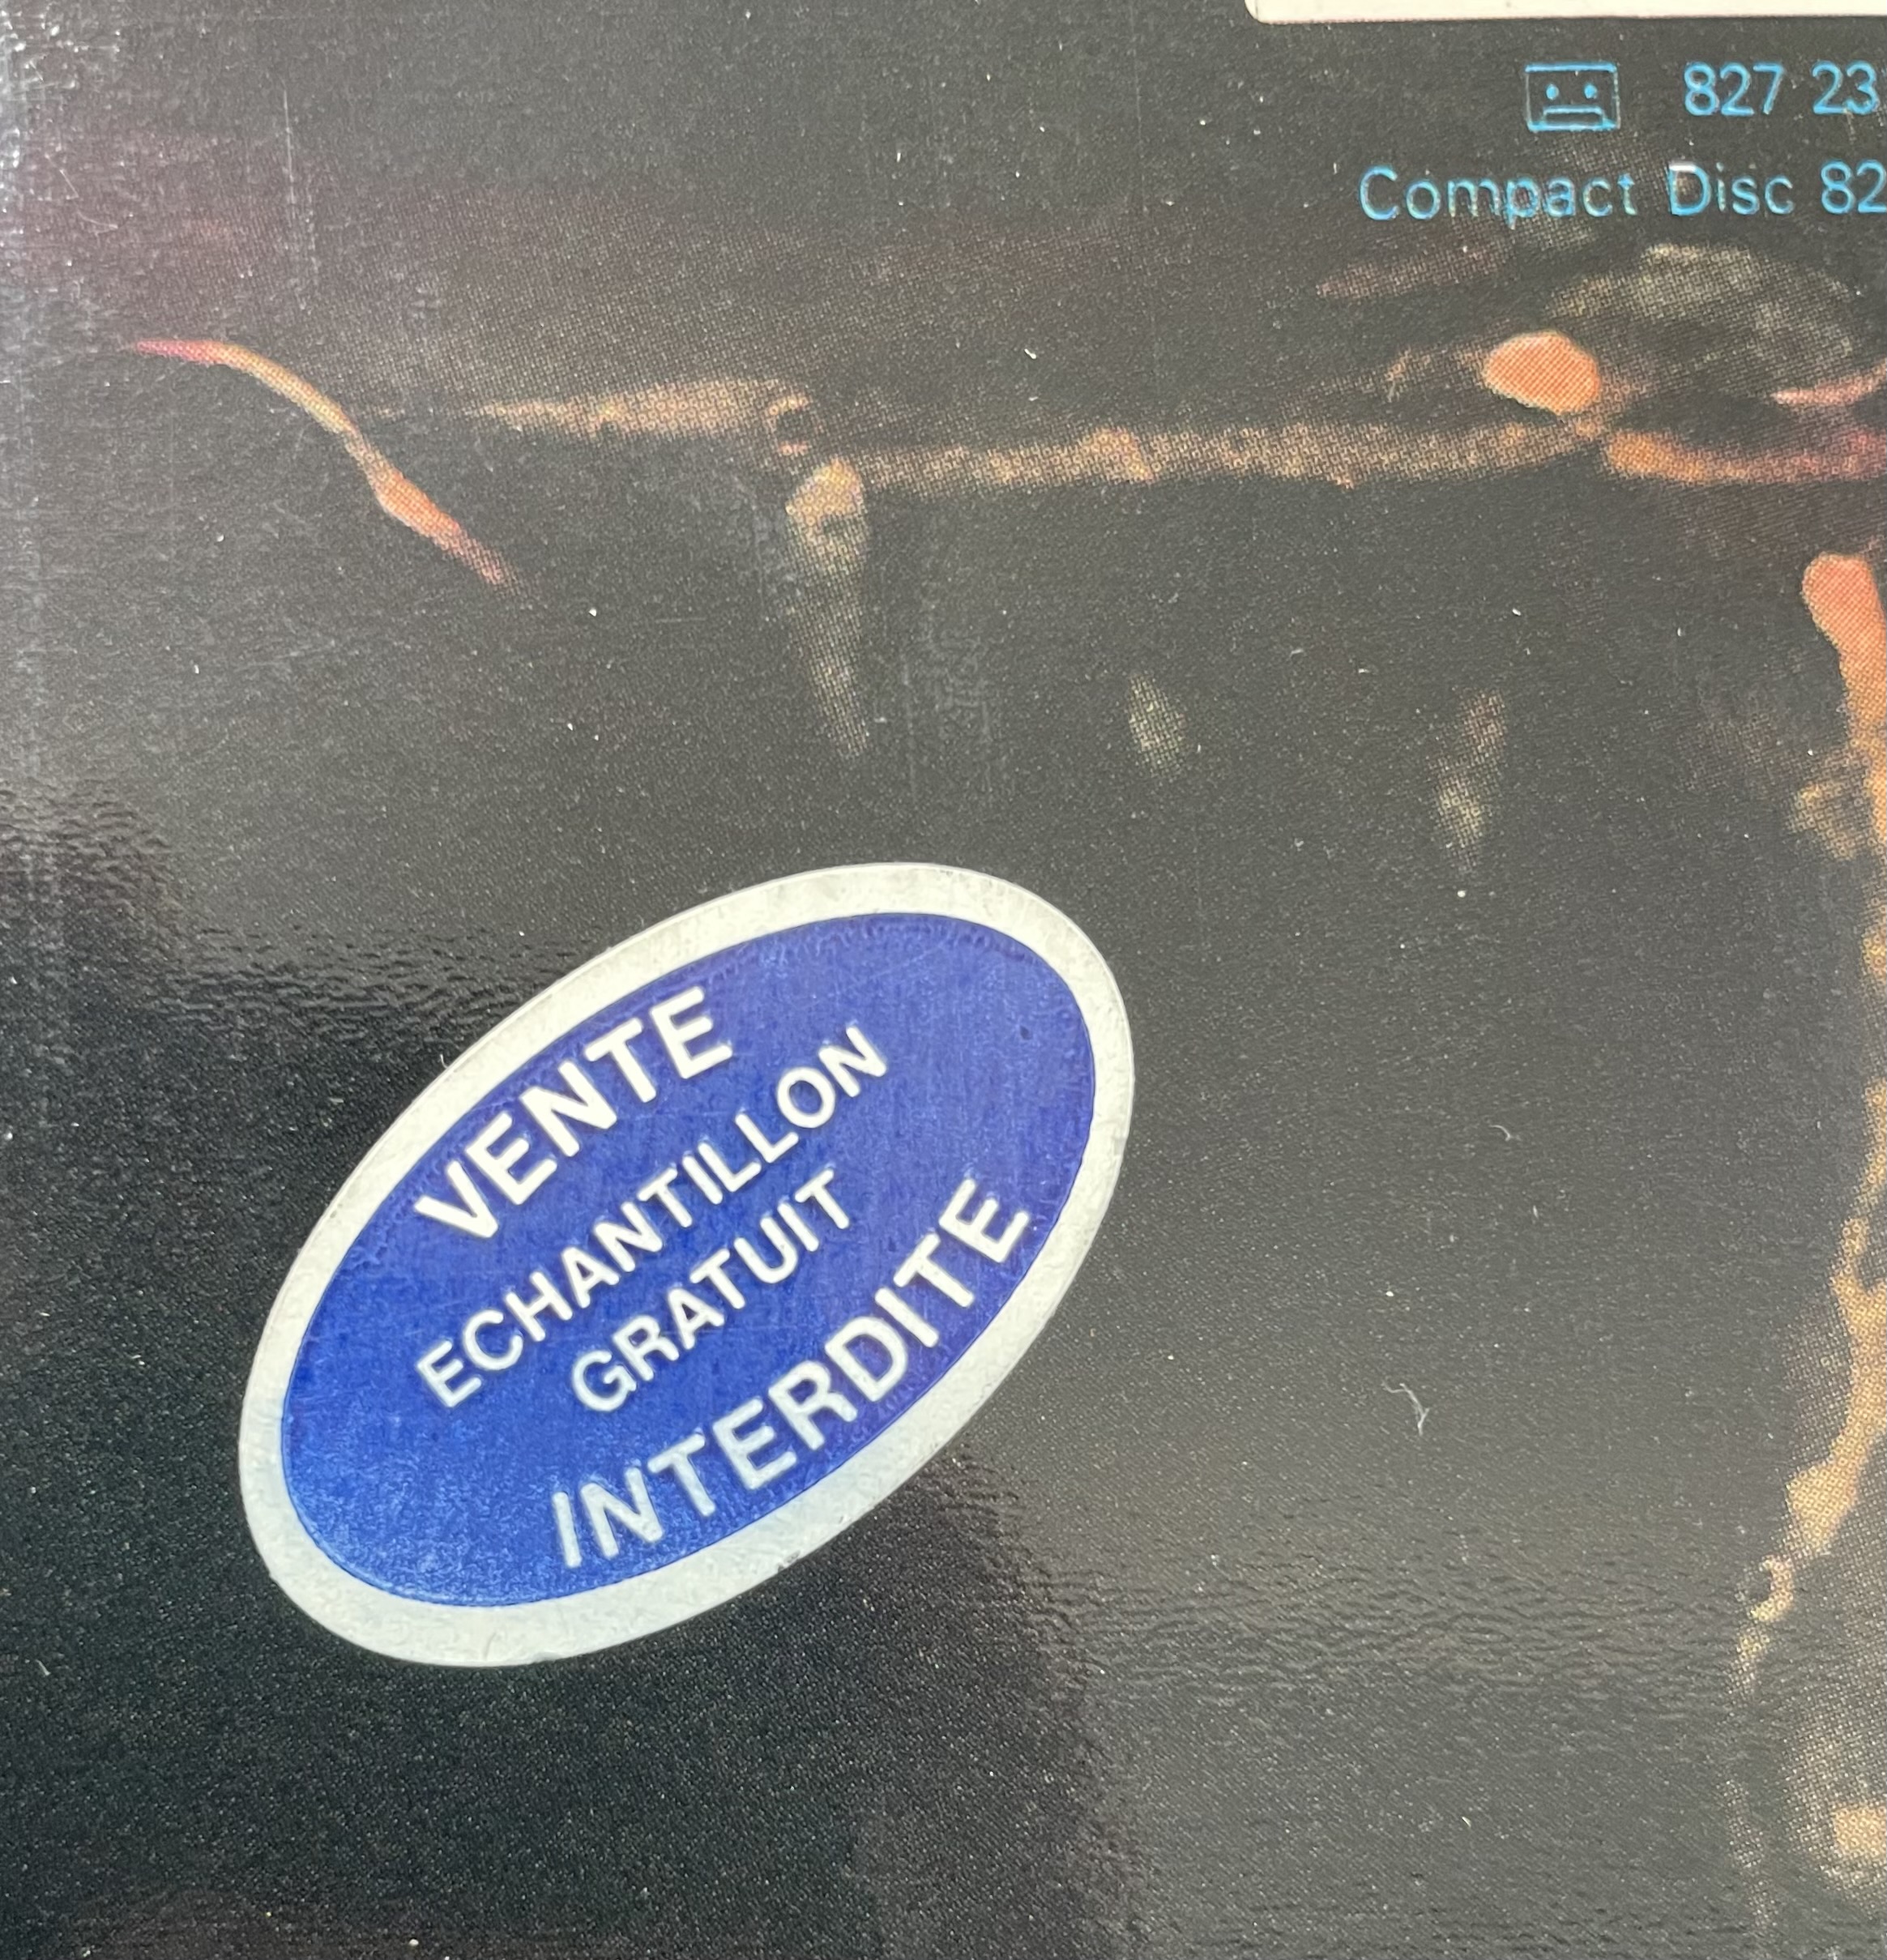 827 23
Compact Disc 82
VENTE
ECHANTILLON
GRATUIT
INTERDITE